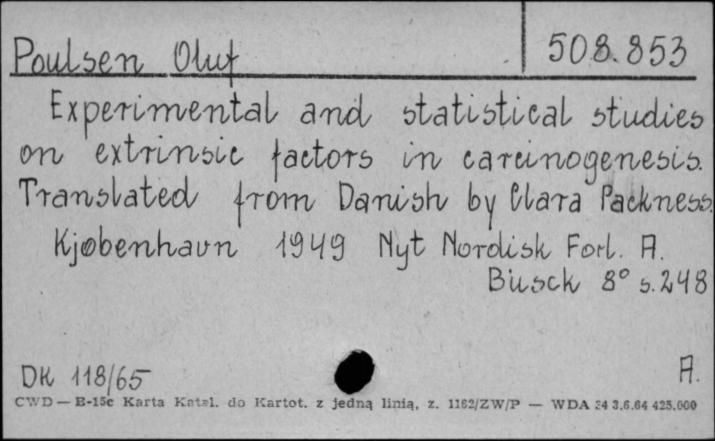 Poulsen Oluf 508.853
Experimental and statistical studies
on extrinsic factors in carcinogenesis.
Translated from Danish by Clara Packness.
Kjøbenhavn 1949 Nyt Nordisk Forl. A.
Busck 8° s.248
DK 118/65 A.
CWD — B-15c Karta Katal. do Kartot. z jedną linią, z. 1162/ZW/P — WDA 24 3.6.64 425.000